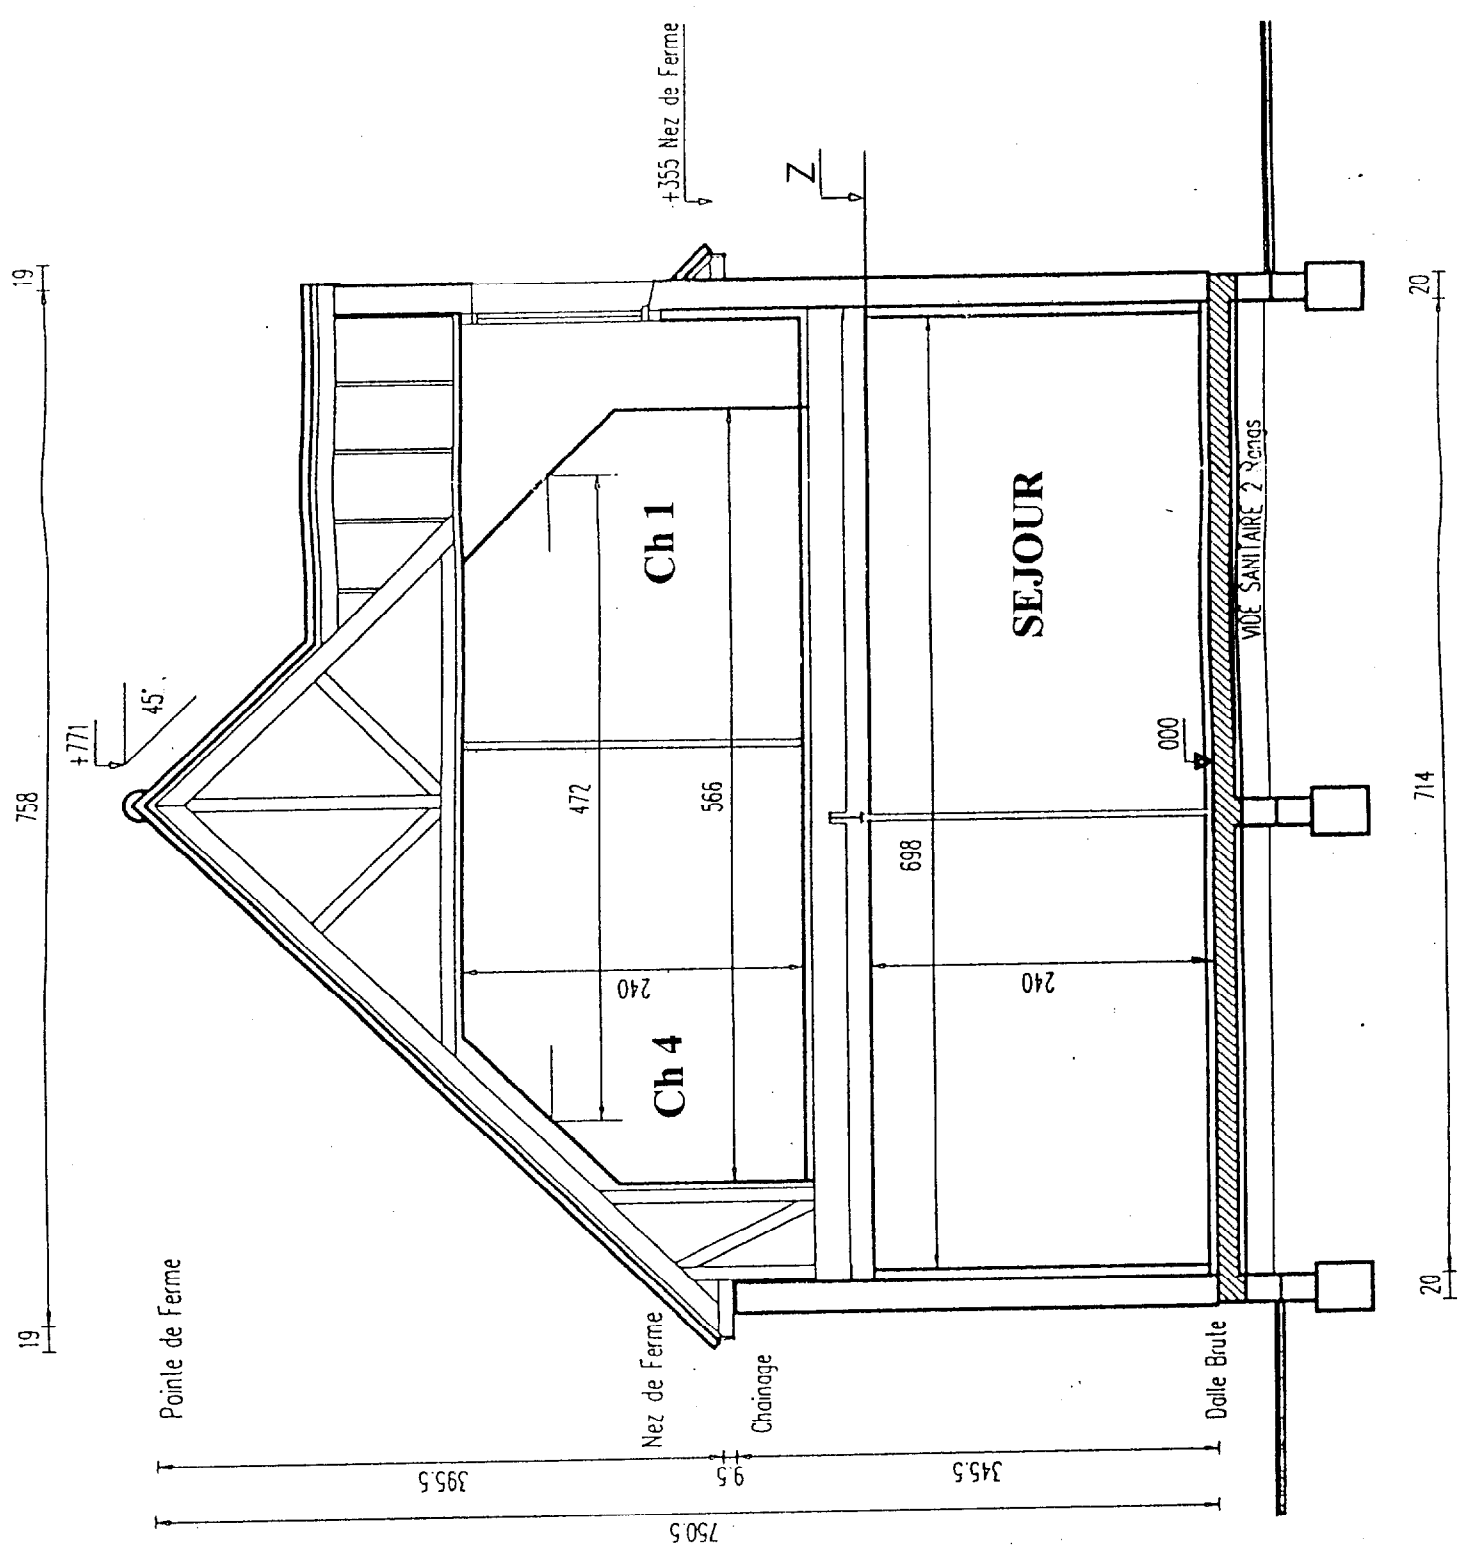 19
758
19
+771
45°
+355 Nez de Ferme
Z
Ch 4
Ch 1
472
566
240
698
SEJOUR
240
000
VIDE SANITAIRE 2 Rangs
20
714
20
Pointe de Ferme
Nez de Ferme
Chainage
Dalle Brute
395.5
9.5
345.5
750.5